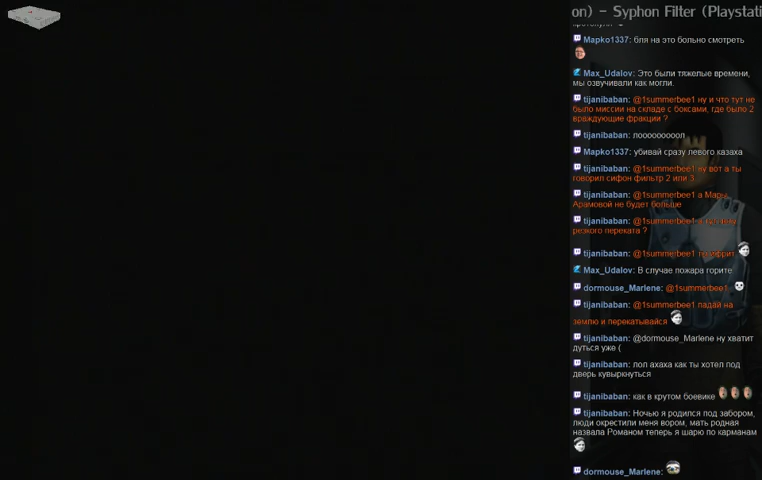 on) - Syphon Filter (Playstati
Mapko1337: бля на это больно смотреть
Max_Udalov: Это были тяжелые времени,
мы озвучивали как могли.
tijanibaban: @1summerbee1 ну и что тут не
было миссии на складе с боксами, где было 2
враждующие фракции ?
tijanibaban: лоооооооол
Mapko1337: убивай сразу левого казаха
tijanibaban: @1summerbee1 ну вот а ты
говорил сифон фильтр 2 или 3.
tijanibaban: @1summerbee1 а Мары
Арамовой не будет больше
tijanibaban: @1summerbee1 а
резкого переката ?
tijanibaban: @1summerbee1
Max_Udalov: В случае пожара горите
dormouse_Marlene: @1summerbee1
tijanibaban: @1summerbee1 падай на
землю и перекатывайся
tijanibaban: @dormouse_Marlene ну хватит
дуться уже (
tijanibaban: лол ахаха как ты хотел под
дверь кувыркнуться
tijanibaban: как в крутом боевике
tijanibaban: Ночью я родился под забором,
люди окрестили меня вором, мать родная
назвала Романом теперь я шарю по карманам
dormouse_Marlene: